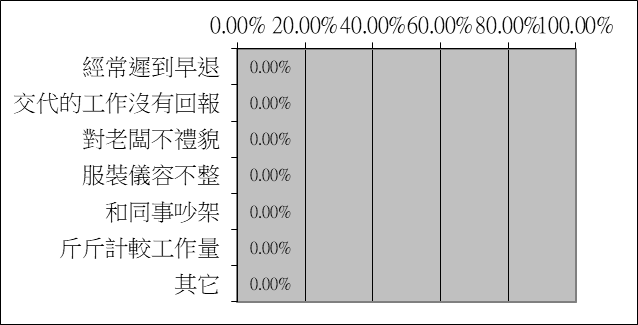 0.00% 20.00% 40.00% 60.00% 80.00% 100.00%
經常遲到早退 0.00%
交代的工作沒有回報 0.00%
對老闆不禮貌 0.00%
服裝儀容不整 0.00%
和同事吵架 0.00%
斤斤計較工作量 0.00%
其它 0.00%